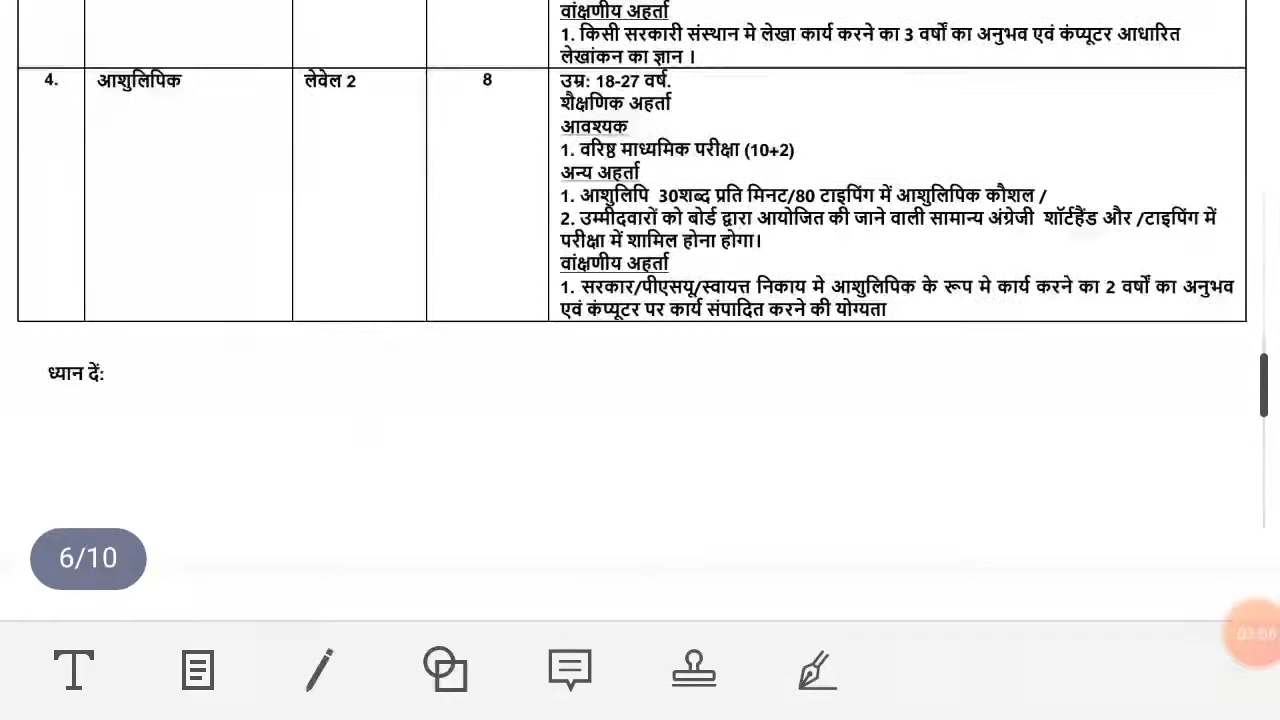 वांक्षणीय अहर्ता
1. किसी सरकारी संस्थान मे लेखा कार्य करने का 3 वर्षों का अनुभव एवं कंप्यूटर आधारित
लेखांकन का ज्ञान ।
4. आशुलिपिक लेवेल 2 8 उम्र: 18-27 वर्ष.
शैक्षणिक अहर्ता
आवश्यक
1. वरिष्ठ माध्यमिक परीक्षा (10+2)
अन्य अहर्ता
1. आशुलिपि 30शब्द प्रति मिनट/80 टाइपिंग में आशुलिपिक कौशल /
2. उम्मीदवारों को बोर्ड द्वारा आयोजित की जाने वाली सामान्य अंग्रेजी शॉर्टहैंड और /टाइपिंग में
परीक्षा में शामिल होना होगा।
वांक्षणीय अहर्ता
1. सरकार/पीएसयू/स्वायत्त निकाय मे आशुलिपिक के रूप मे कार्य करने का 2 वर्षों का अनुभव
एवं कंप्यूटर पर कार्य संपादित करने की योग्यता
ध्यान दें:
6/10
T